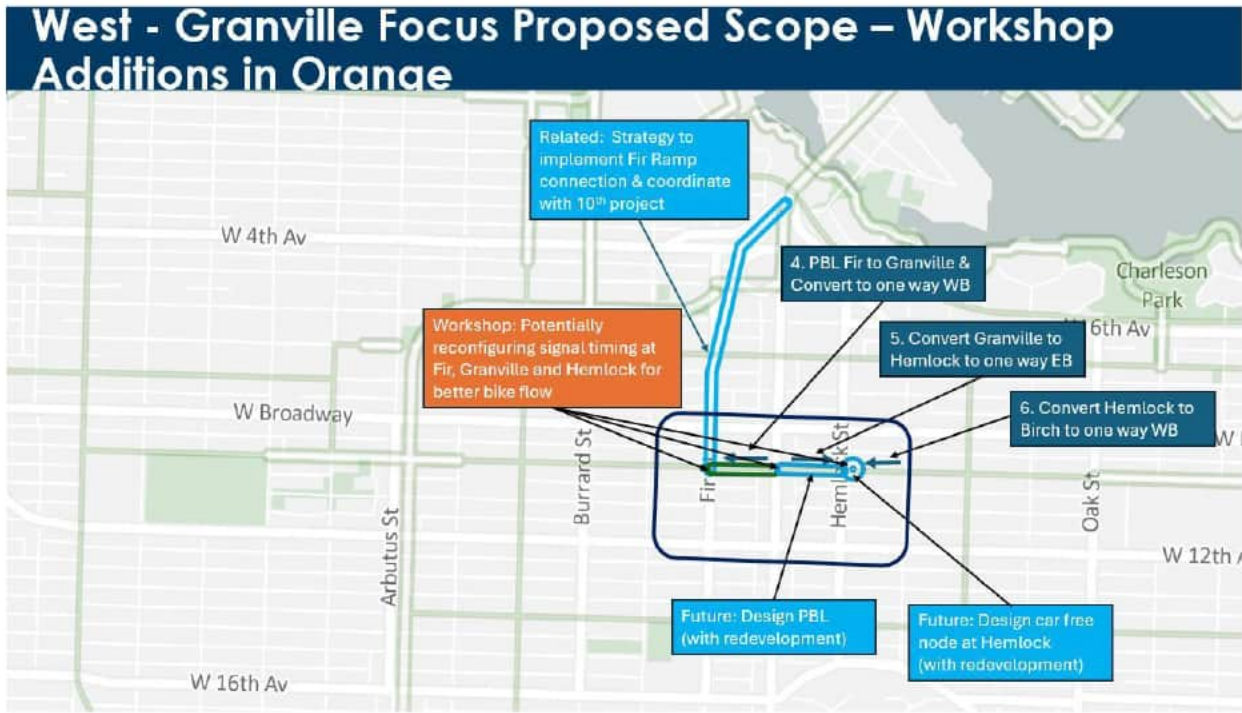 West - Granville Focus Proposed Scope – Workshop
Additions in Orange
Related: Strategy to
implement Fir Ramp
connection & coordinate
with 10th project
W 4th Av
4. PBL Fir to Granville &
Convert to one way WB
Charleson
Park
W 6th Av
Workshop: Potentially
reconfiguring signal timing at
Fir, Granville and Hemlock for
better bike flow
5. Convert Granville to
Hemlock to one way EB
W Broadway
6. Convert Hemlock to
Birch to one way WB
W
Burrard St
Fir
Hemlock St
Oak St
Arbutus St
W 12th A
Future: Design PBL
(with redevelopment)
Future: Design car free
node at Hemlock
(with redevelopment)
W 16th Av